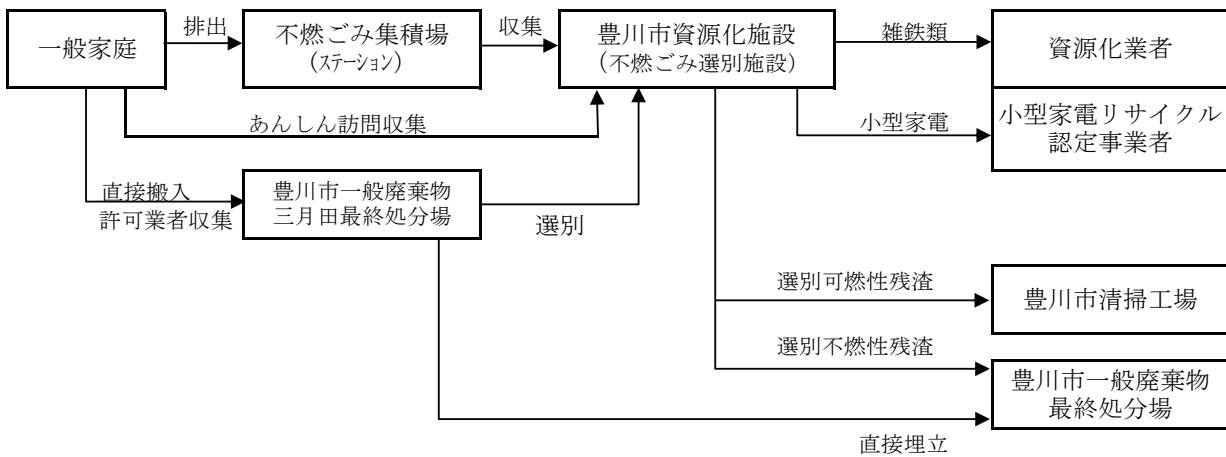 一般家庭
排出
不燃ごみ集積場
(ｽﾃｰｼｮﾝ)
収集
豊川市資源化施設
(不燃ごみ選別施設)
雑鉄類
資源化業者
あんしん訪問収集
小型家電
小型家電リサイクル
認定事業者
直接搬入
許可業者収集
豊川市一般廃棄物
三月田最終処分場
選別
選別可燃性残渣
豊川市清掃工場
選別不燃性残渣
豊川市一般廃棄物
最終処分場
直接埋立